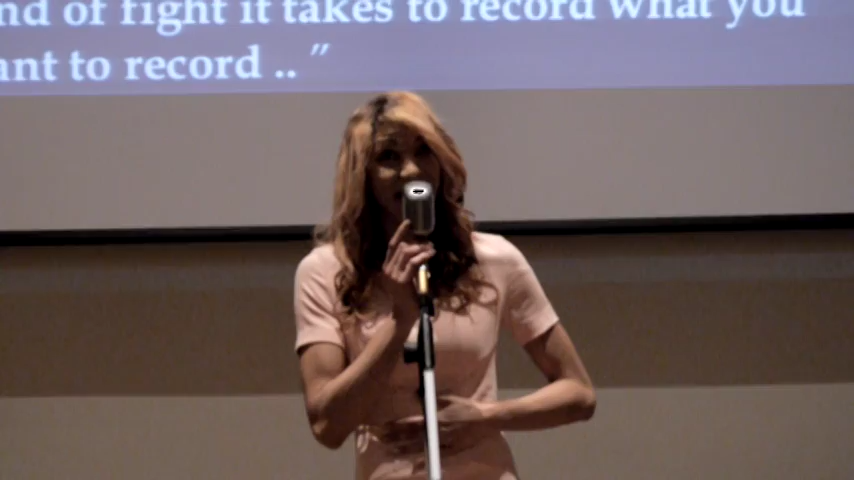 nd of fight it takes to record what you
ant to record .. ”